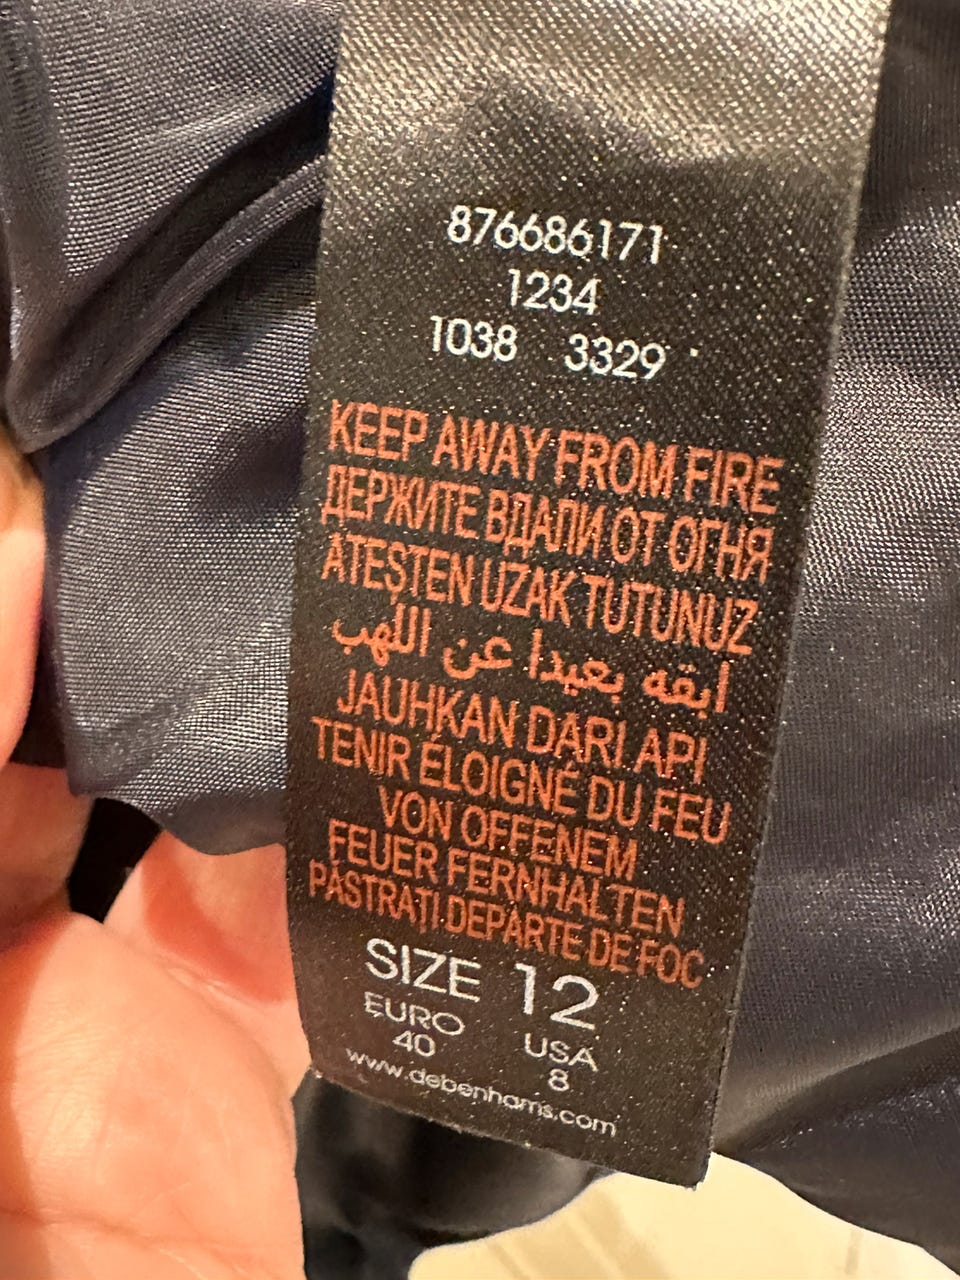 876686171
1234
1038 3329
KEEP AWAY FROM FIRE
ДЕРЖИТЕ ВДАЛИ ОТ ОГНЯ
ATEŞTEN UZAK TUTUNUZ
ابقه بعيدا عن اللهب
JAUHKAN DARI API
TENIR ÉLOIGNÉ DU FEU
VON OFFENEM
FEUER FERNHALTEN
PĂSTRAȚI DEPARTE DE FOC
SIZE 12
EURO USA
40 8
www.debenhams.com